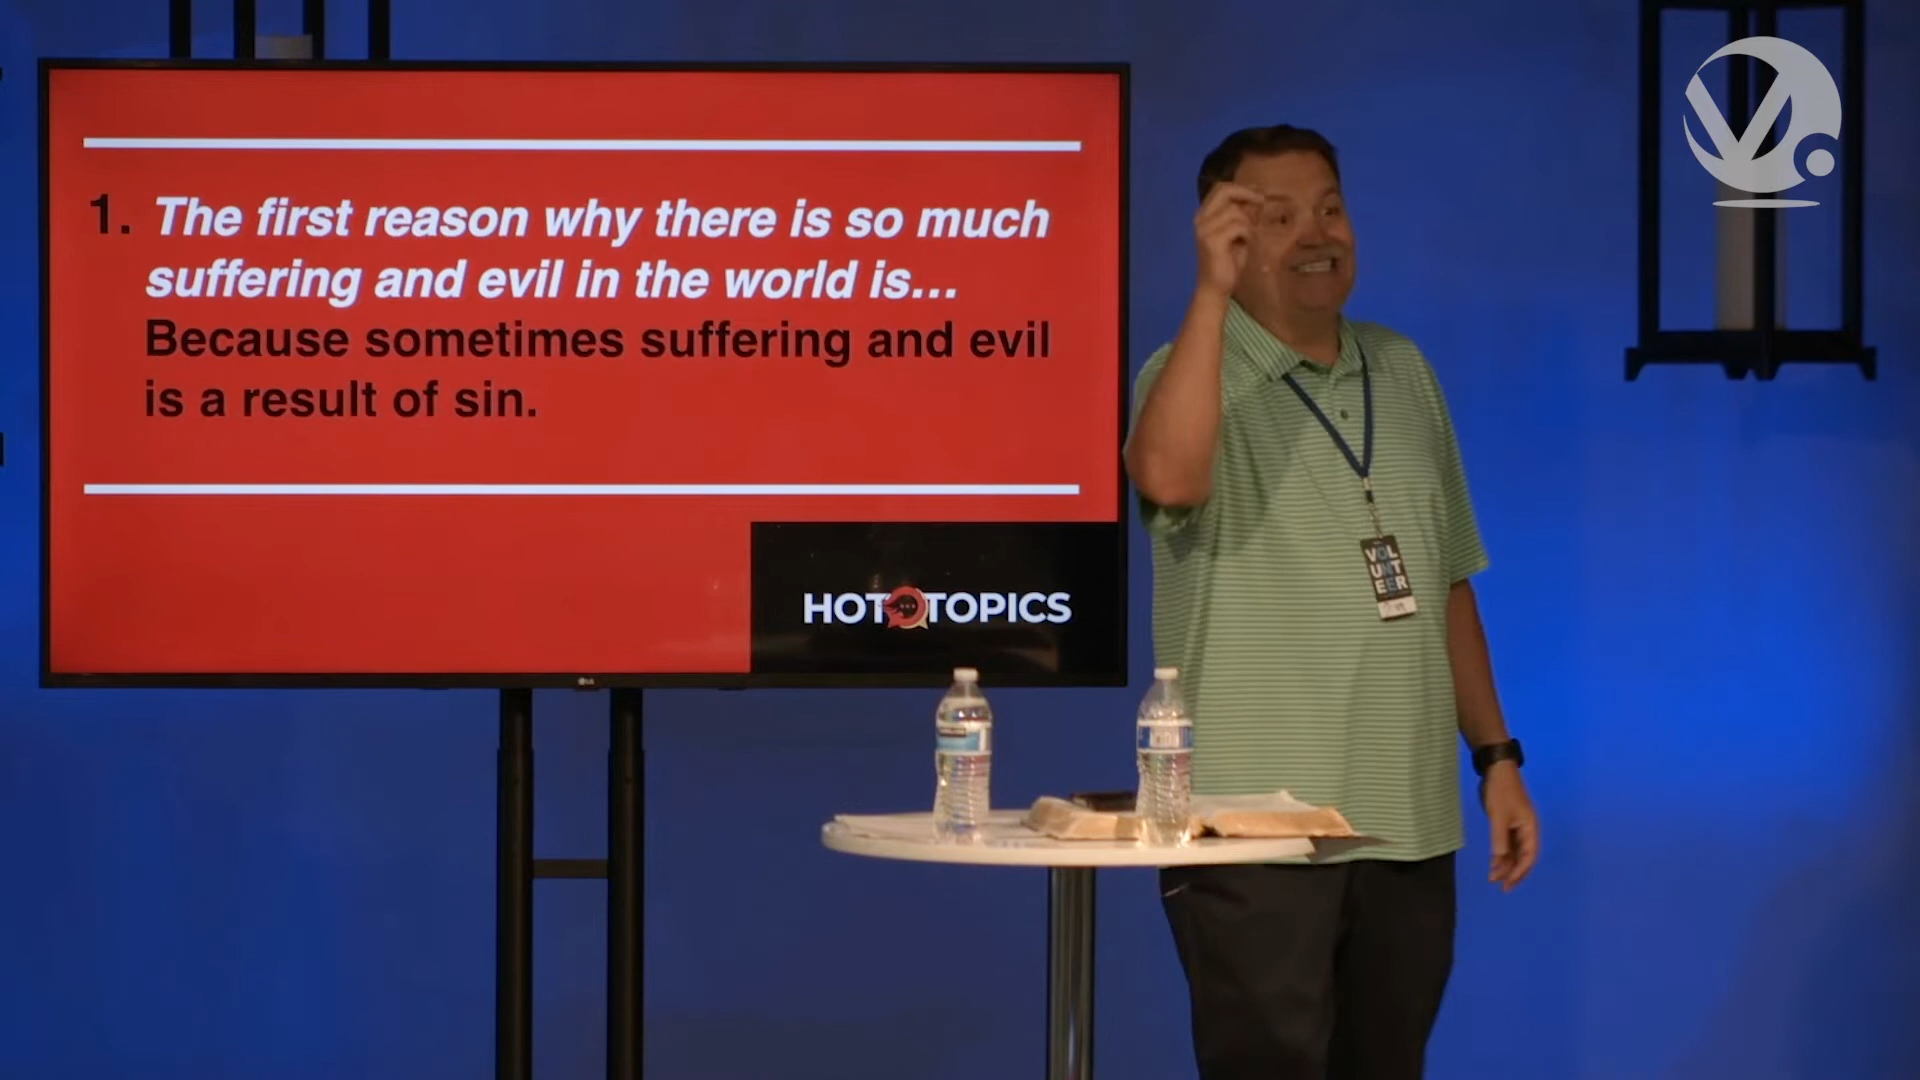 1. The first reason why there is so much
suffering and evil in the world is...
Because sometimes suffering and evil
is a result of sin.
HOT TOPICS
LG
VOL
UNT
EER
V.